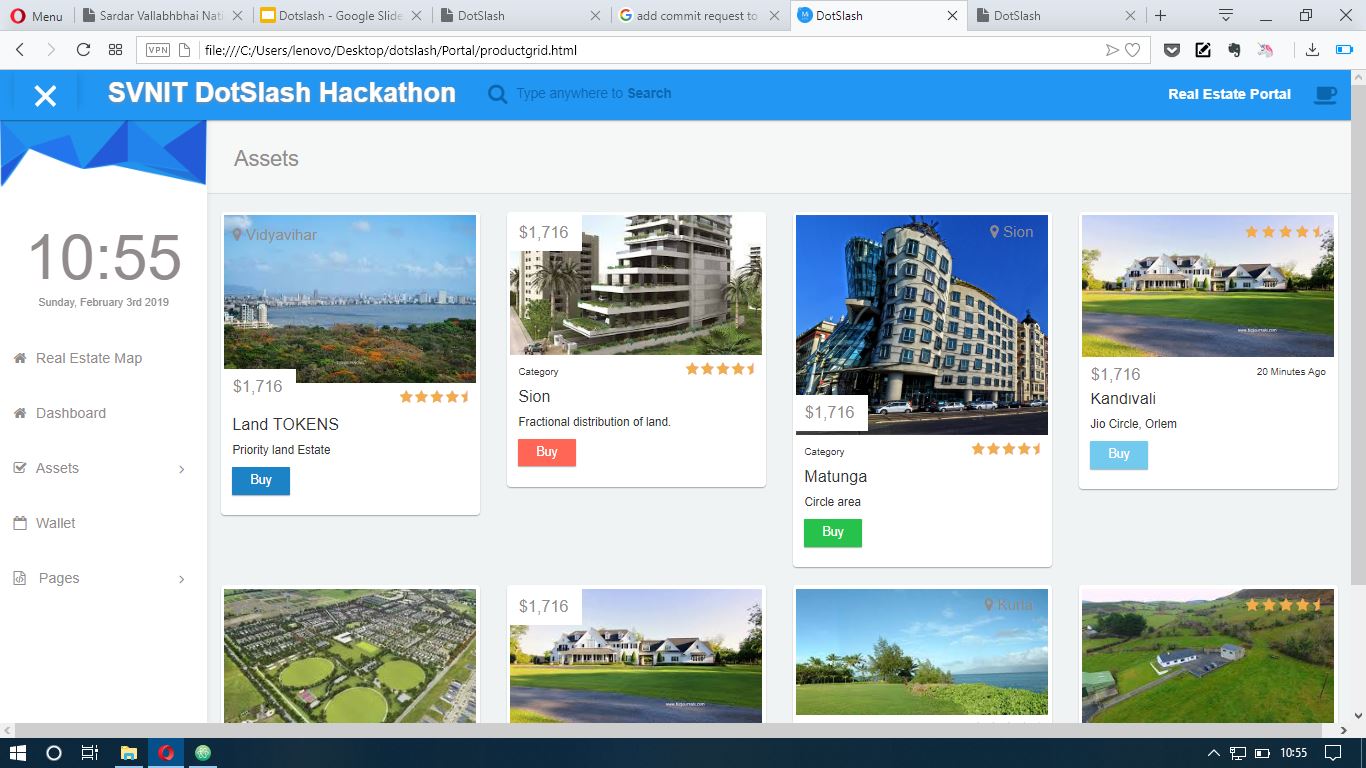 Menu
Sardar Vallabhbhai Nati
Dotslash - Google Slide
DotSlash
add commit request to
DotSlash
DotSlash
VPN
file:///C:/Users/lenovo/Desktop/dotslash/Portal/productgrid.html
SVNIT DotSlash Hackathon
Type anywhere to Search
Real Estate Portal
Assets
10:55
Sunday, February 3rd 2019
Real Estate Map
Dashboard
Assets
Wallet
Pages
Vidyavihar
$1,716
Land TOKENS
Priority land Estate
Buy
$1,716
Category
Sion
Fractional distribution of land.
Buy
Sion
$1,716
Category
Matunga
Circle area
Buy
$1,716
20 Minutes Ago
Kandivali
Jio Circle, Orlem
Buy
$1,716
Kurla
10:55